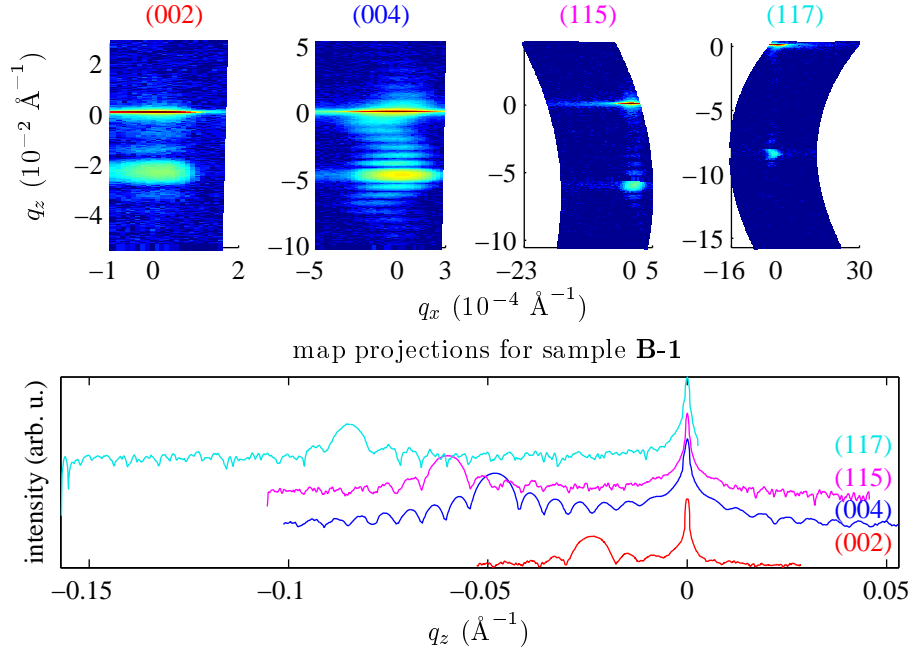 (002) (004) (115) (117)
q_z (10^−2 Å^−1)
2 0 −2 −4
5 0 −5 −10
5 0 −5 −10
0 −5 −10 −15
−1 0 2 −5 0 3 −23 0 5 −16 0 30
q_x (10^−4 Å^−1)
map projections for sample B-1
intensity (arb. u.)
(117)
(115)
(004)
(002)
−0.15 −0.1 −0.05 0 0.05
q_z (Å^−1)